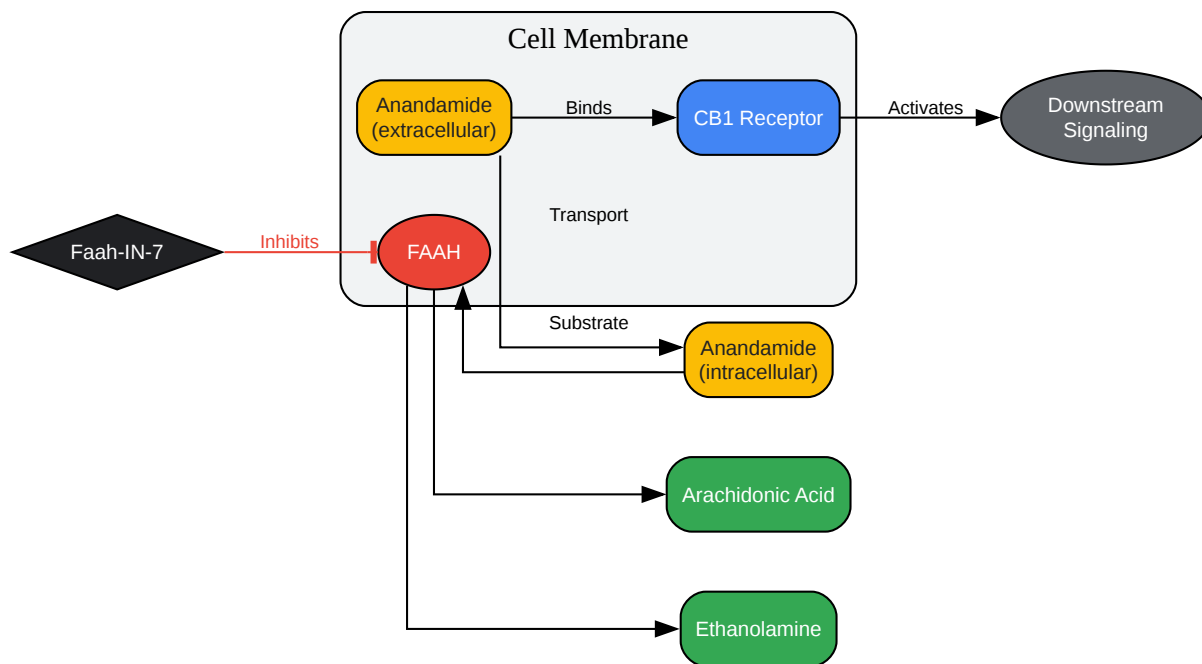 Cell Membrane
Anandamide
(extracellular)
Binds
CB1 Receptor
Activates
Downstream
Signaling
Transport
Faah-IN-7
Inhibits
FAAH
Substrate
Anandamide
(intracellular)
Arachidonic Acid
Ethanolamine